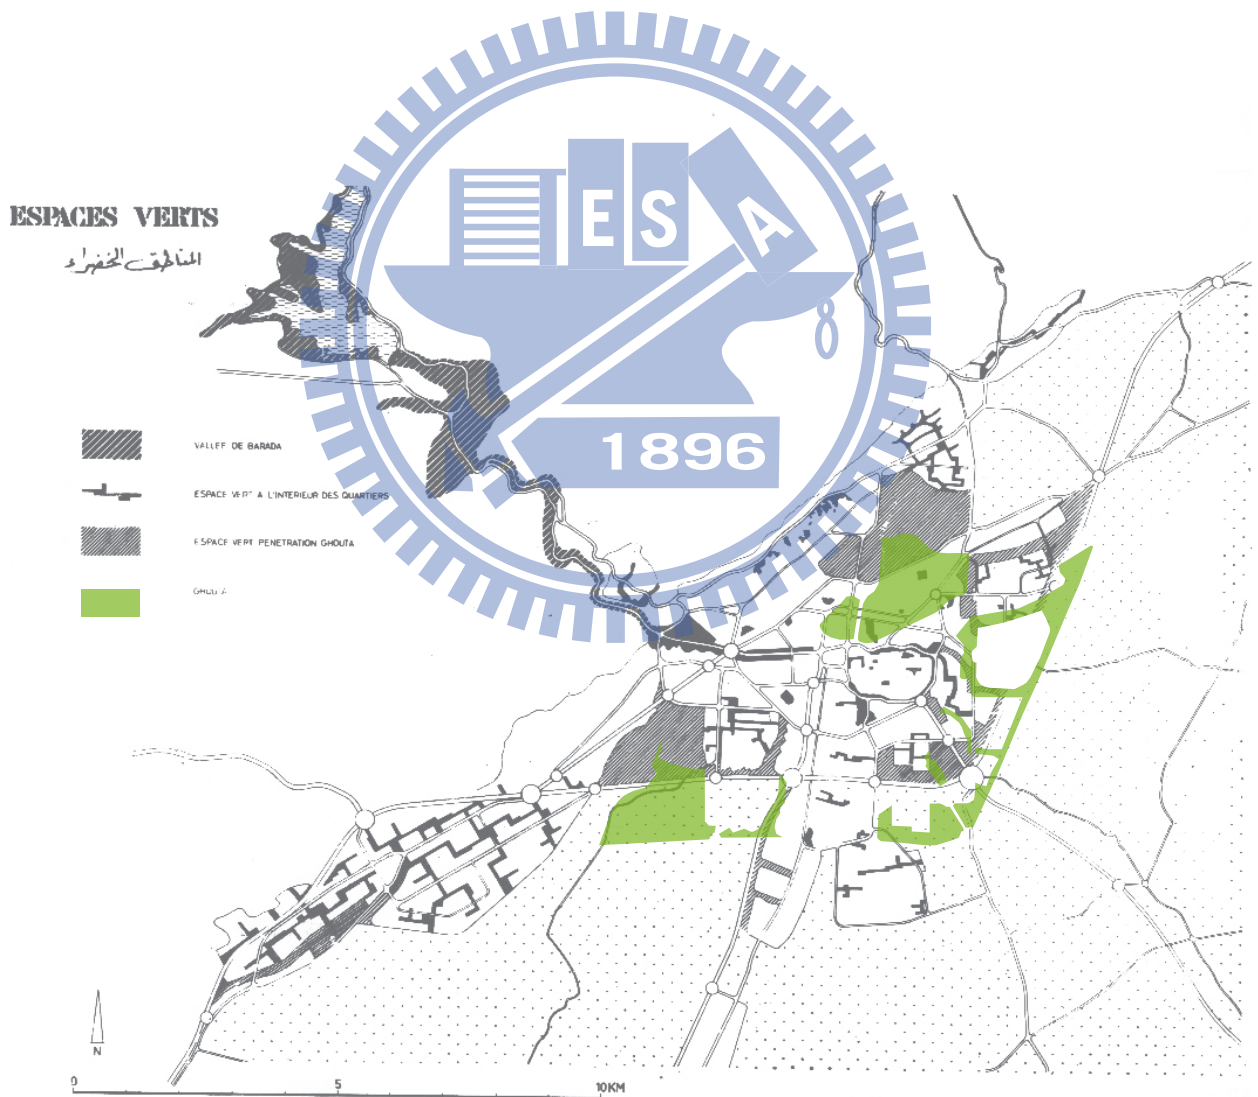 ESPACES VERTS
المناطق الخضراء
E S A
8
1896
VALLEE DE BARADA
ESPACE VERT A L'INTERIEUR DES QUARTIERS
ESPACE VERT PENETRATION GHOUTA
N
0 5 10KM